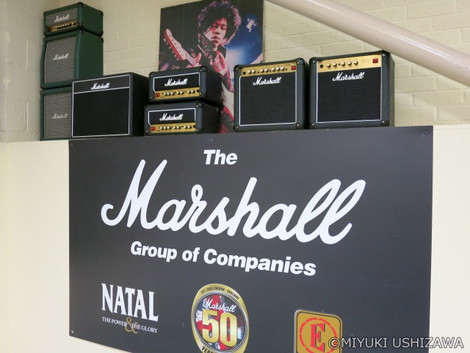 Marshall
Marshall
Marshall
Marshall
Marshall
Marshall
The
Marshall
Group of Companies
NATAL
THE POWER & THE GLORY
Marshall
50
E
©MIYUKI USHIZAWA